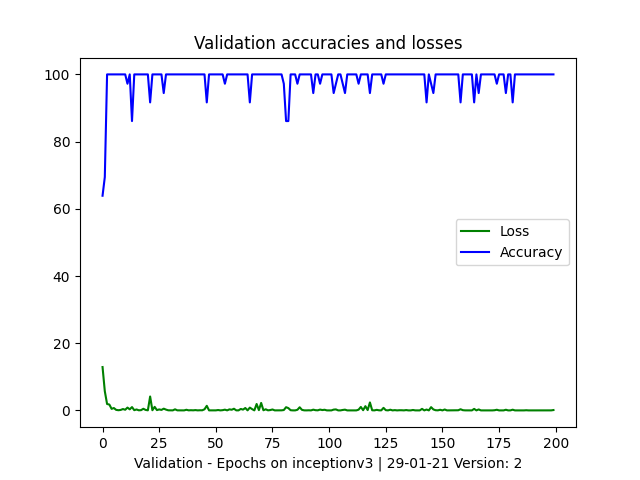 Validation accuracies and losses
100
80
60
40
20
0
Loss
Accuracy
0 25 50 75 100 125 150 175 200
Validation - Epochs on inceptionv3 | 29-01-21 Version: 2